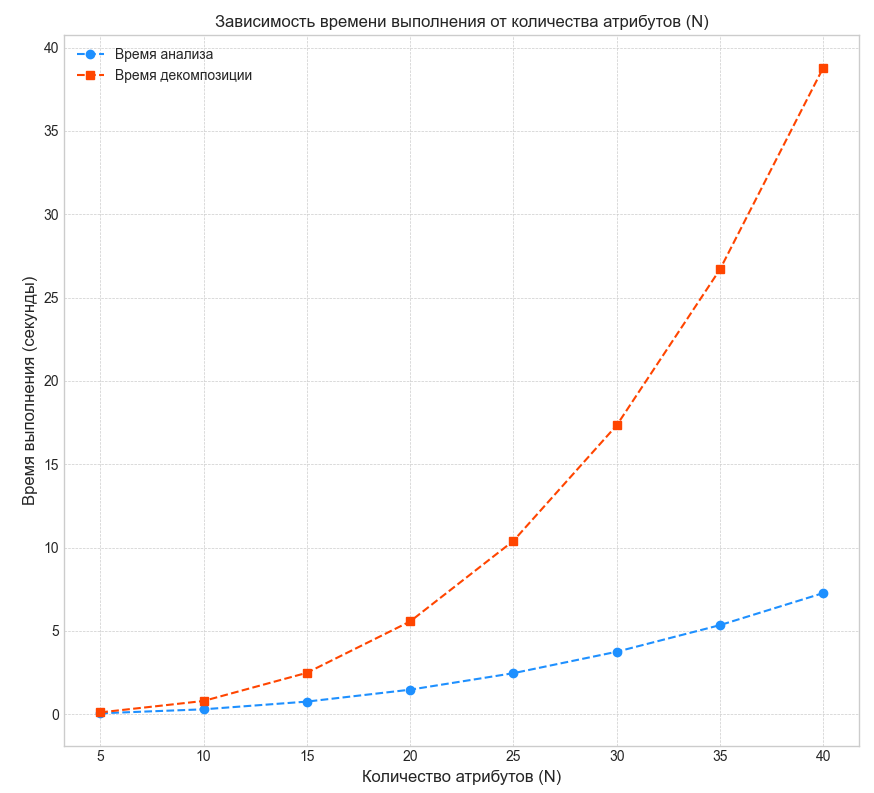 Зависимость времени выполнения от количества атрибутов (N)
Время анализа
Время декомпозиции
Время выполнения (секунды)
40
35
30
25
20
15
10
5
0
5 10 15 20 25 30 35 40
Количество атрибутов (N)